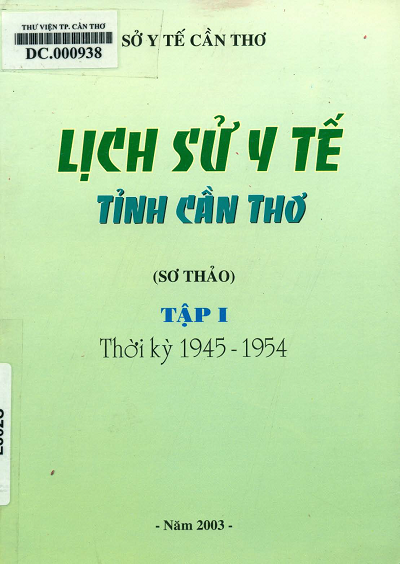 THƯ VIỆN TP. CẦN THƠ
DC.000938
SỞ Y TẾ CẦN THƠ
LỊCH SỬ Y TẾ
TỈNH CẦN THƠ
(SƠ THẢO)
TẬP I
Thời kỳ 1945 - 1954
- Năm 2003 -